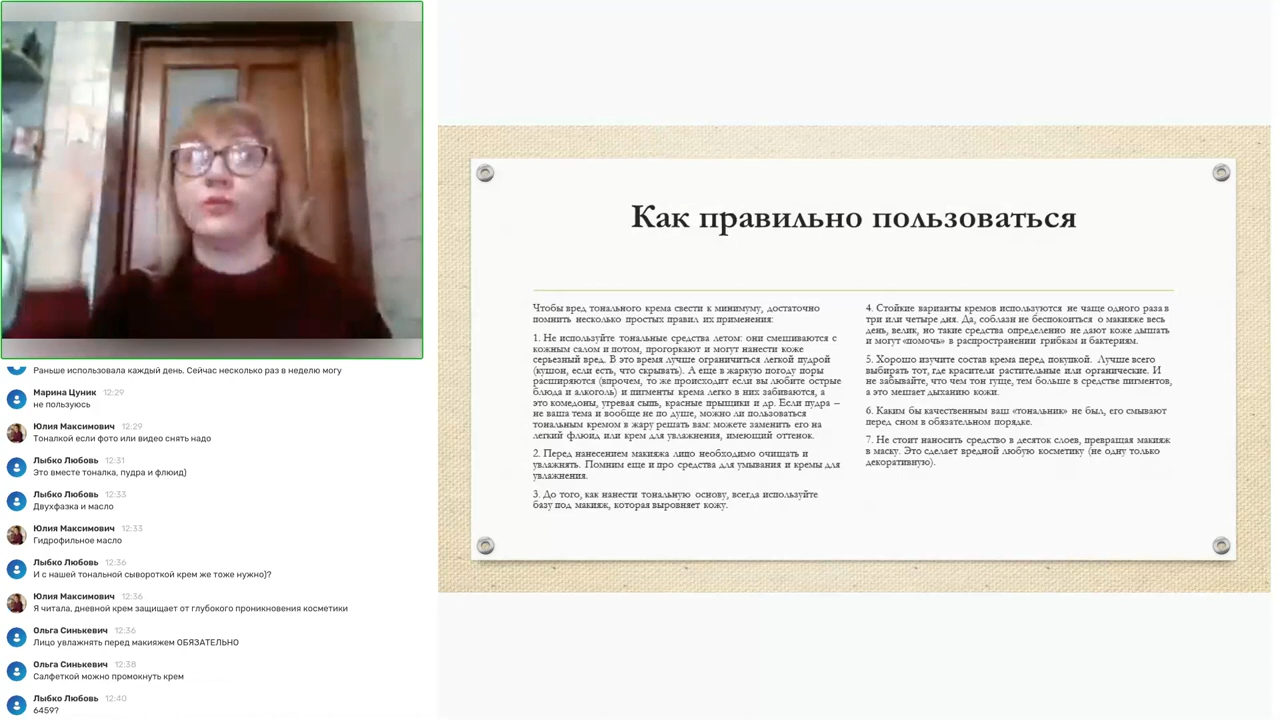 Раньше использовала каждый день. Сейчас несколько раз в неделю могу
Марина Цуник 12:29
не пользуюсь
Юлия Максимович 12:29
Тоналкой если фото или видео снять надо
Лыбко Любовь 12:31
Это вместо тоналка, пудра и флюид)
Лыбко Любовь 12:33
Двухфазка и масло
Юлия Максимович 12:33
Гидрофильное масло
Лыбко Любовь 12:36
И с нашей тональной сывороткой крем же тоже нужно)?
Юлия Максимович 12:36
Я читала, дневной крем защищает от глубокого проникновения косметики
Ольга Синькевич 12:36
Лицо увлажнять перед макияжем ОБЯЗАТЕЛЬНО
Ольга Синькевич 12:38
Салфеткой можно промокнуть крем
Лыбко Любовь 12:40
6459?
Как правильно пользоваться
Чтобы вред тонального крема свести к минимуму, достаточно
помнить несколько простых правил их применения:
1. Не используйте тональные средства летом: они смешиваются с
кожным салом и потом, прогоркают и могут нанести коже
серьезный вред. В это время лучше ограничиться легкой пудрой
(кушон, если есть, что скрывать). А еще в жаркую погоду поры
расширяются (впрочем, то же происходит если вы любите острые
блюда и алкоголь) и пигменты крема легко в них забиваются, а
это комедоны, угревая сыпь, красные прыщики и др. Если пудра –
не ваша тема и вообще не по душе, можно ли пользоваться
тональным кремом в жару решать вам: можете заменить его на
легкий флюид или крем для увлажнения, имеющий оттенок.
2. Перед нанесением макияжа лицо необходимо очищать и
увлажнять. Помним еще и про средства для умывания и кремы для
увлажнения.
3. До того, как нанести тональную основу, всегда используйте
базу под макияж, которая выровняет кожу.
4. Стойкие варианты кремов используются не чаще одного раза в
три или четыре дня. Да, соблазн не беспокоиться о макияже весь
день, велик, но такие средства определенно не дают коже дышать
и могут «помочь» в распространении грибкам и бактериям.
5. Хорошо изучите состав крема перед покупкой. Лучше всего
выбирать тот, где красители растительные или органические. И
не забывайте, что чем тон гуще, тем больше в средстве пигментов,
а это мешает дыханию кожи.
6. Каким бы качественным ваш «тональник» не был, его смывают
перед сном в обязательном порядке.
7. Не стоит наносить средство в десяток слоев, превращая макияж
в маску. Это сделает вредной любую косметику (не одну только
декоративную).